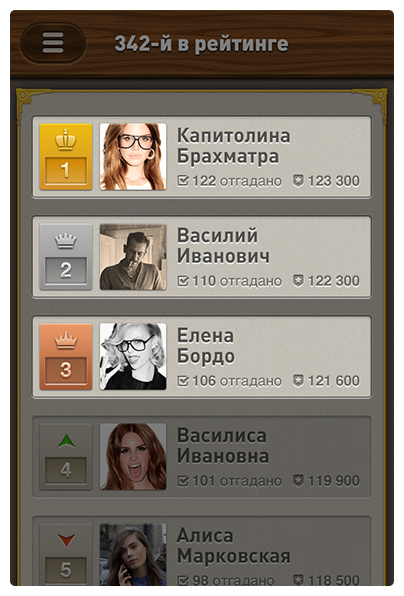 342-й в рейтинге
1
Капитолина
Брахматра
122 отгадано 123 300
2
Василий
Иванович
110 отгадано 122 300
3
Елена
Бордо
106 отгадано 121 600
4
Василиса
Ивановна
101 отгадано 119 900
5
Алиса
Марковская
98 отгадано 118 500